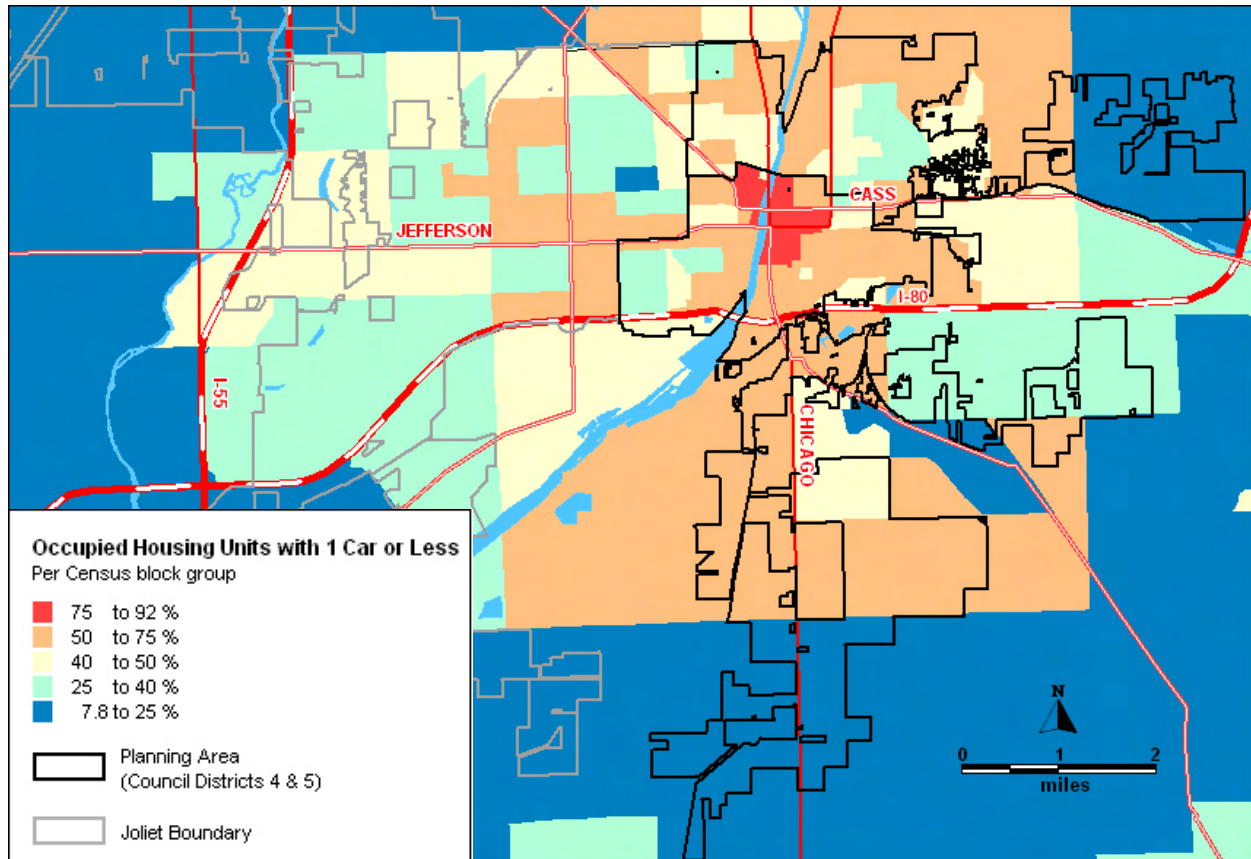 CASS
JEFFERSON
I-80
I-55
CHICAGO
Occupied Housing Units with 1 Car or Less
Per Census block group
75 to 92 %
50 to 75 %
40 to 50 %
25 to 40 %
7.8 to 25 %
Planning Area
(Council Districts 4 & 5)
Joliet Boundary
N
0 1 2
miles